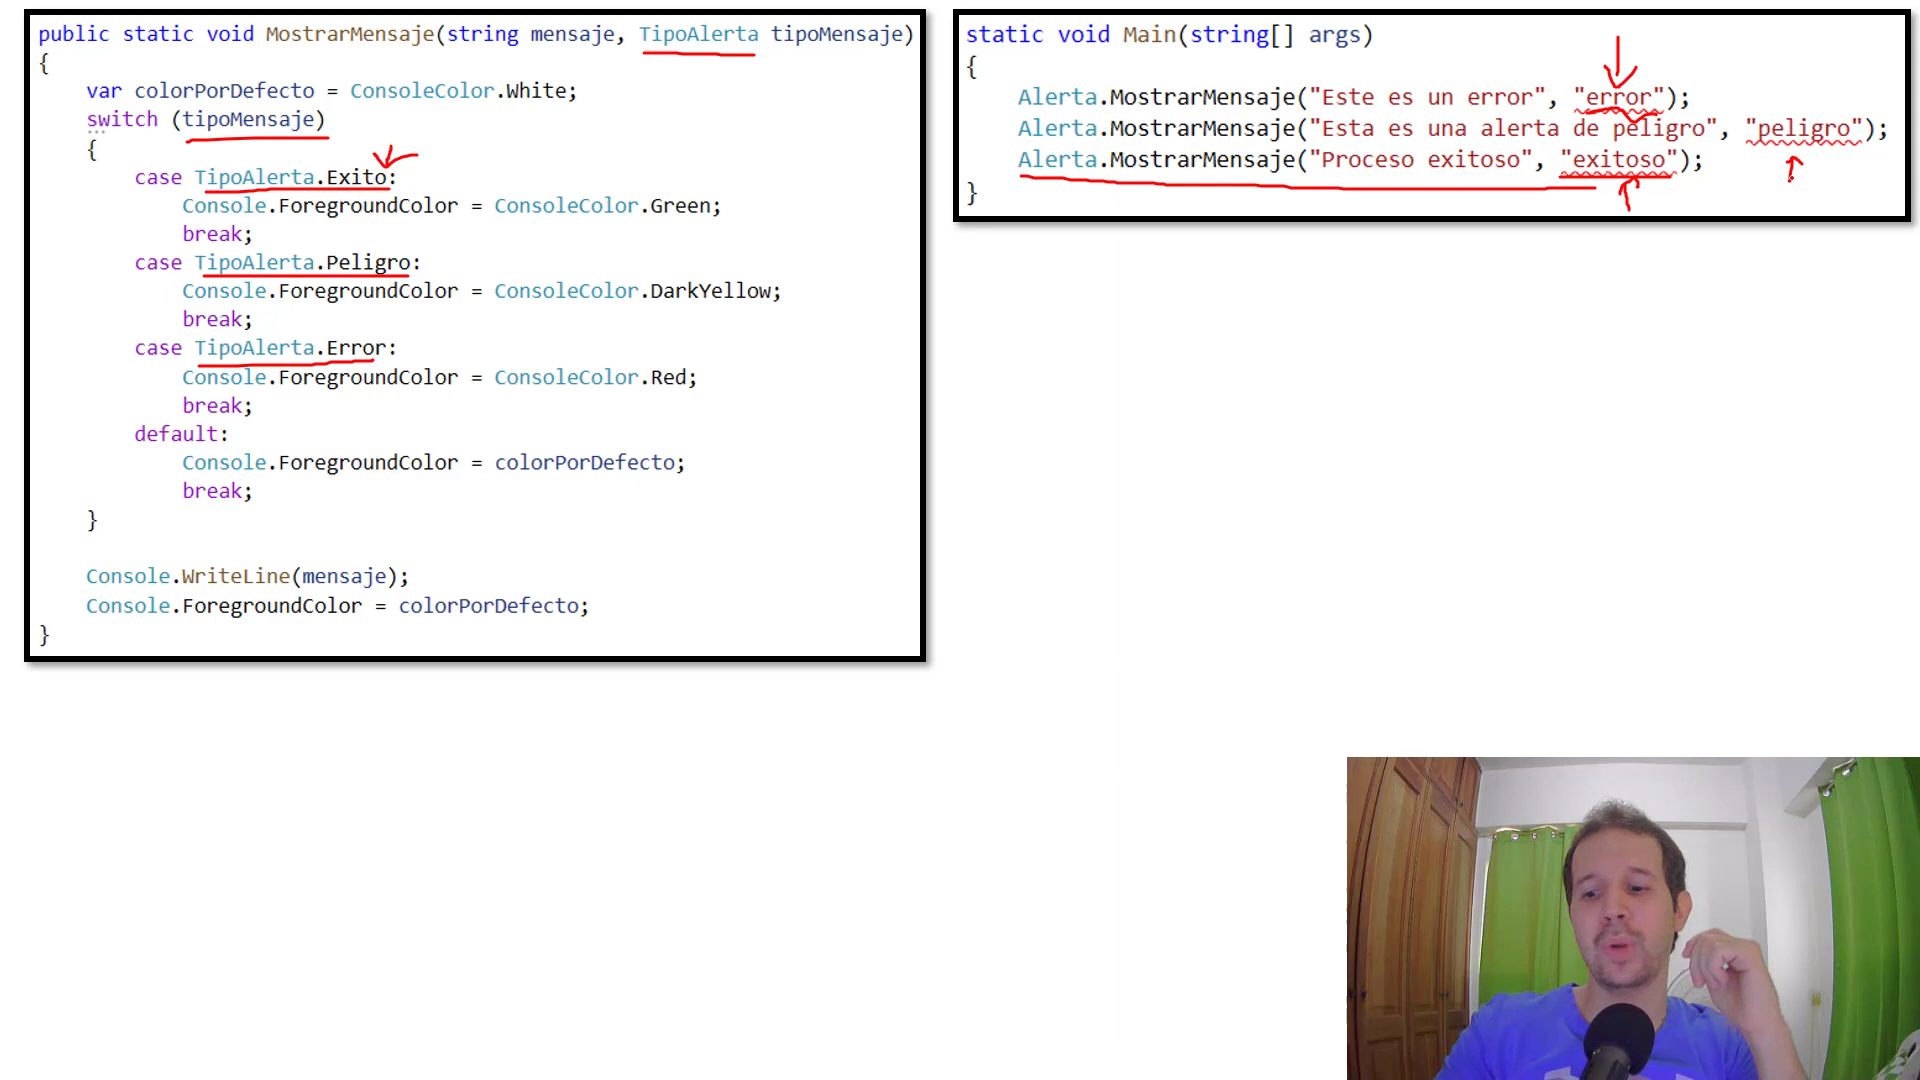 public static void MostrarMensaje(string mensaje, TipoAlerta tipoMensaje)
{
var colorPorDefecto = ConsoleColor.White;
switch (tipoMensaje)
{
case TipoAlerta.Exito:
Console.ForegroundColor = ConsoleColor.Green;
break;
case TipoAlerta.Peligro:
Console.ForegroundColor = ConsoleColor.DarkYellow;
break;
case TipoAlerta.Error:
Console.ForegroundColor = ConsoleColor.Red;
break;
default:
Console.ForegroundColor = colorPorDefecto;
break;
}
Console.WriteLine(mensaje);
Console.ForegroundColor = colorPorDefecto;
}
static void Main(string[] args)
{
Alerta.MostrarMensaje("Este es un error", "error");
Alerta.MostrarMensaje("Esta es una alerta de peligro", "peligro");
Alerta.MostrarMensaje("Proceso exitoso", "exitoso");
}